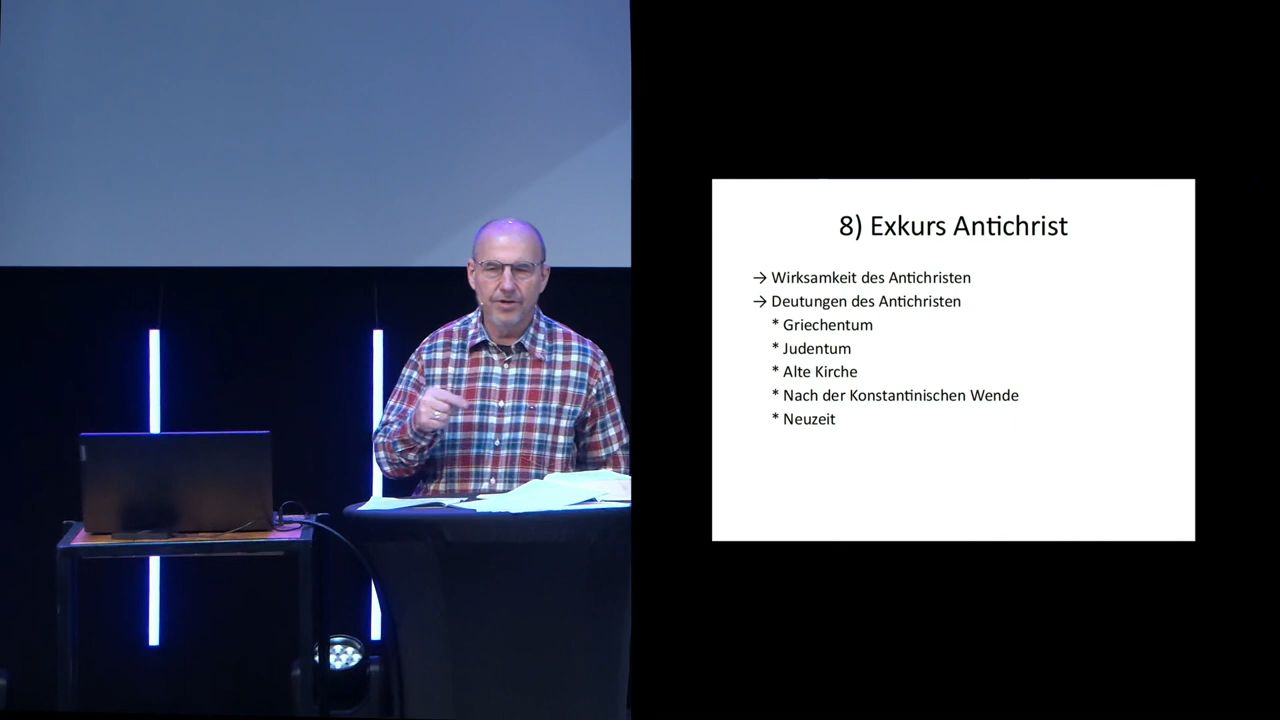 8) Exkurs Antichrist
→ Wirksamkeit des Antichristen
→ Deutungen des Antichristen
* Griechentum
* Judentum
* Alte Kirche
* Nach der Konstantinischen Wende
* Neuzeit